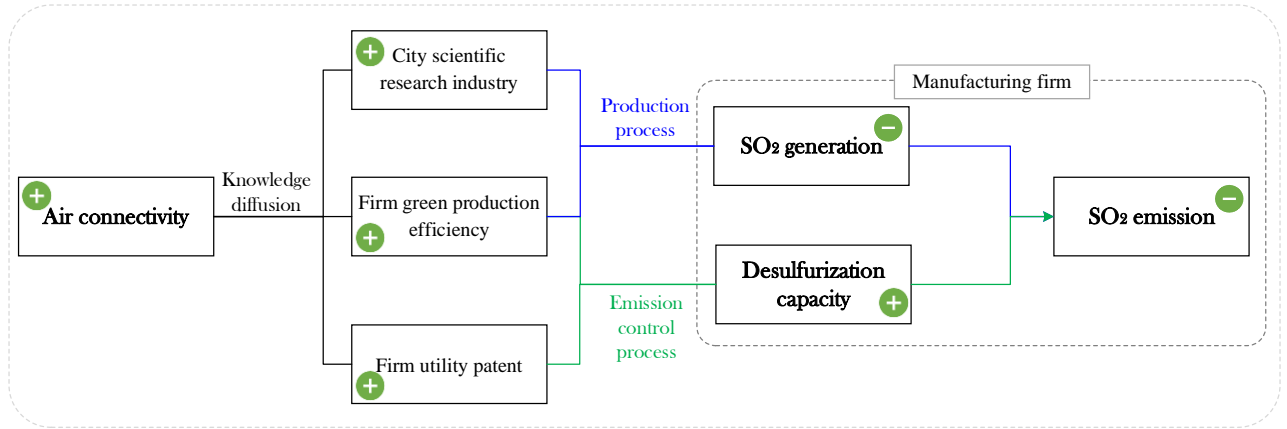 City scientific
research industry
Manufacturing firm
Production
process
SO₂ generation
Knowledge
diffusion
Air connectivity
Firm green production
efficiency
SO₂ emission
Desulfurization
capacity
Emission
control
process
Firm utility patent